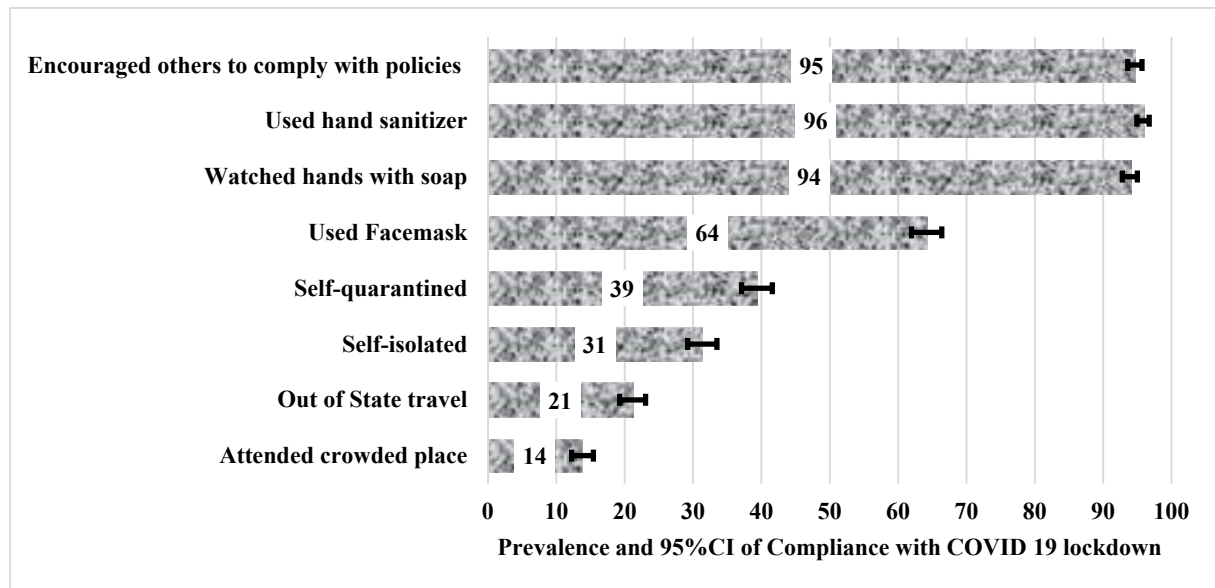 Encouraged others to comply with policies
95
Used hand sanitizer
96
Watched hands with soap
94
Used Facemask
64
Self-quarantined
39
Self-isolated
31
Out of State travel
21
Attended crowded place
14
0 10 20 30 40 50 60 70 80 90 100
Prevalence and 95%CI of Compliance with COVID 19 lockdown